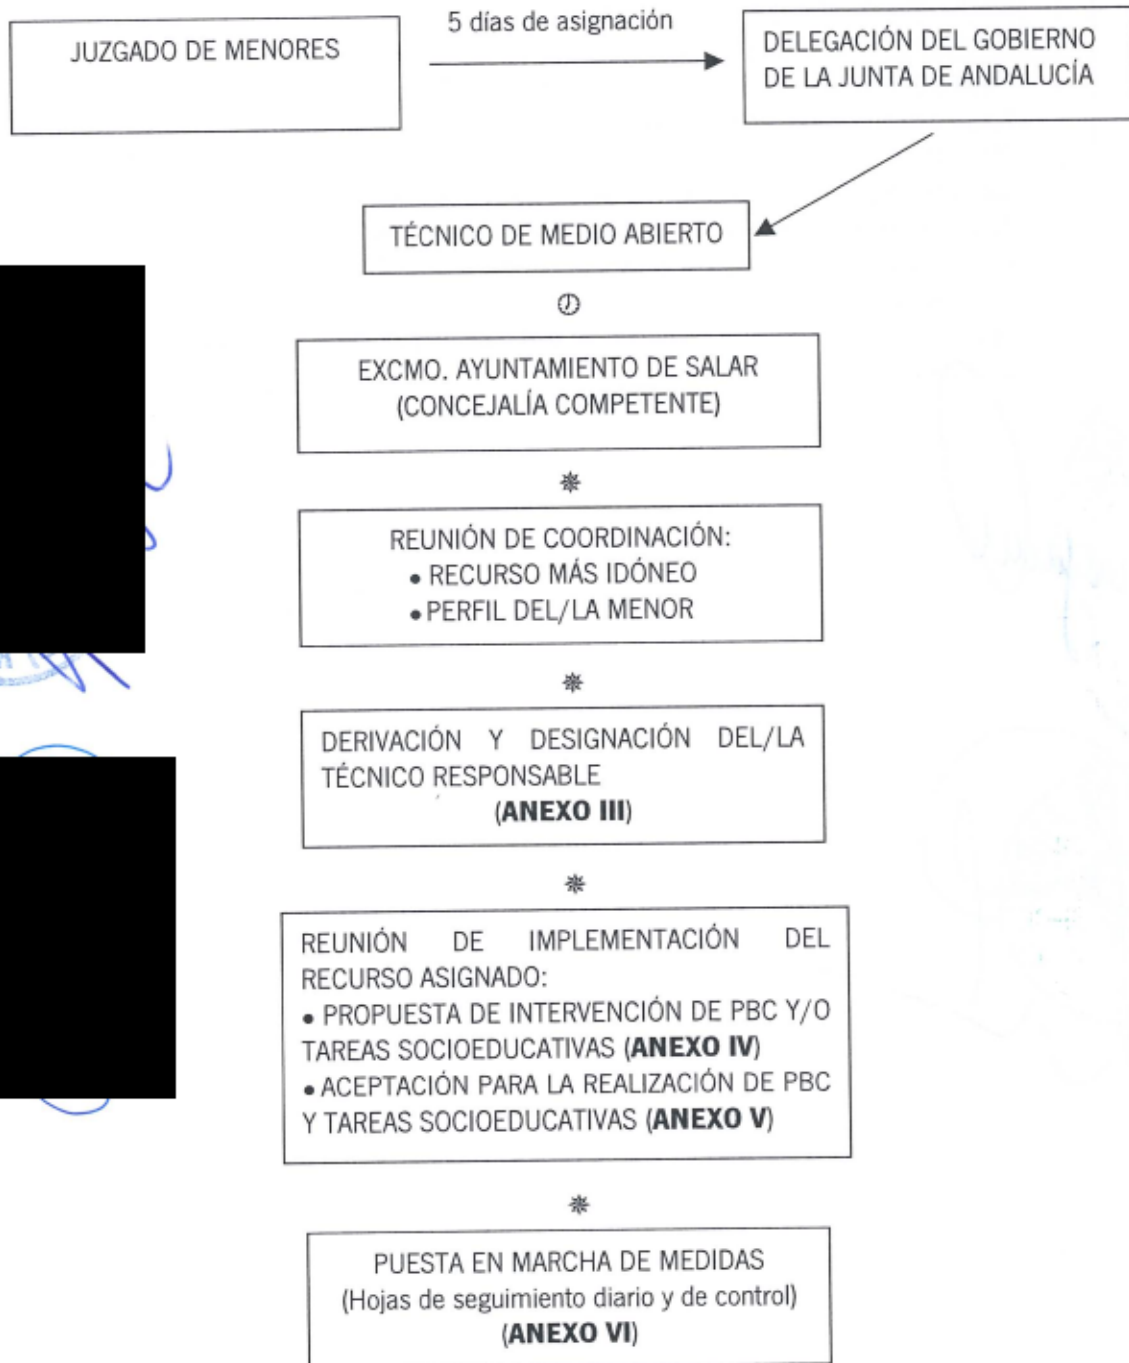 5 días de asignación
JUZGADO DE MENORES
DELEGACIÓN DEL GOBIERNO
DE LA JUNTA DE ANDALUCÍA
TÉCNICO DE MEDIO ABIERTO
EXCMO. AYUNTAMIENTO DE SALAR
(CONCEJALÍA COMPETENTE)
REUNIÓN DE COORDINACIÓN:
• RECURSO MÁS IDÓNEO
• PERFIL DEL/LA MENOR
DERIVACIÓN Y DESIGNACIÓN DEL/LA
TÉCNICO RESPONSABLE
(ANEXO III)
REUNIÓN DE IMPLEMENTACIÓN DEL
RECURSO ASIGNADO:
• PROPUESTA DE INTERVENCIÓN DE PBC Y/O
TAREAS SOCIOEDUCATIVAS (ANEXO IV)
• ACEPTACIÓN PARA LA REALIZACIÓN DE PBC
Y TAREAS SOCIOEDUCATIVAS (ANEXO V)
PUESTA EN MARCHA DE MEDIDAS
(Hojas de seguimiento diario y de control)
(ANEXO VI)